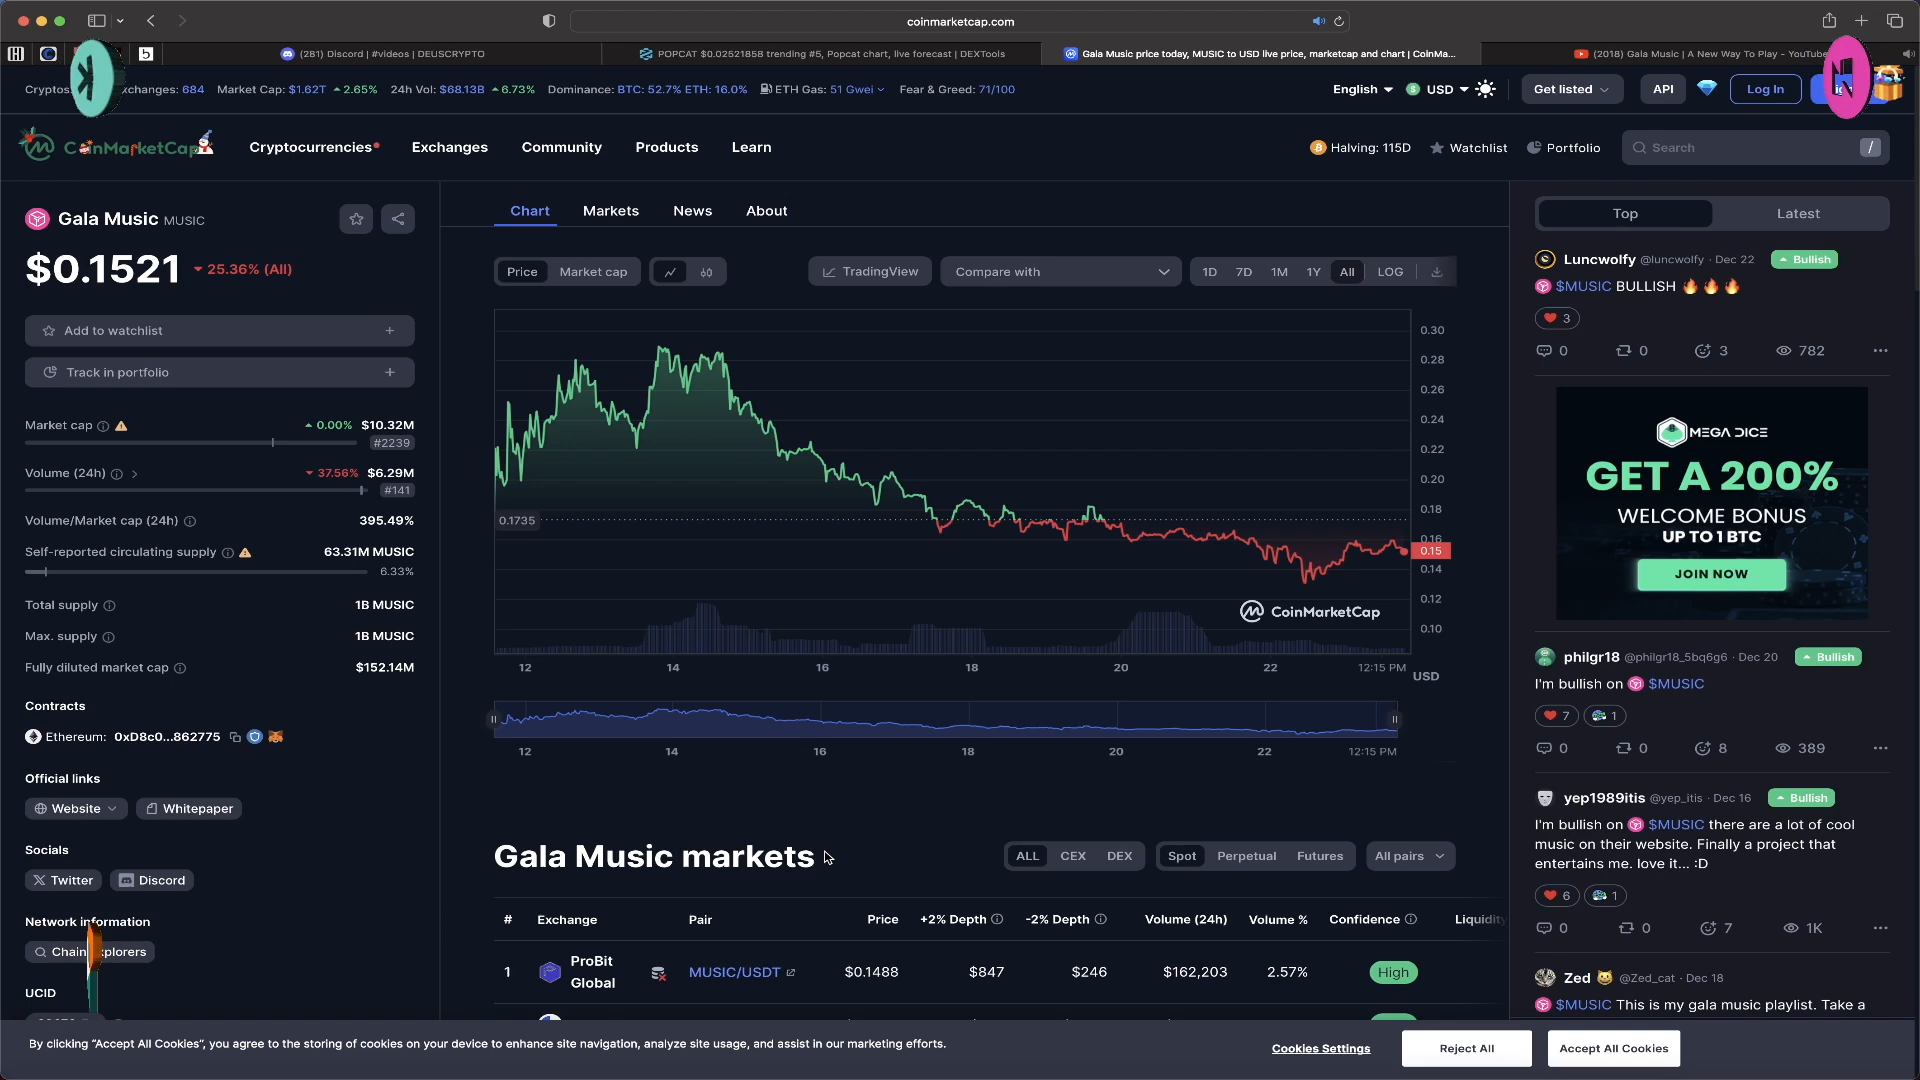 coinmarketcap.com
(281) Discord | #videos | DEUSCRYPTO
POPCAT $0.02521858 trending #5, Popcat chart, live forecast | DEXTools
Gala Music price today, MUSIC to USD live price, marketcap and chart | CoinMa...
(2018) Gala Music | A New Way To Play - YouTube
Cryptos xchanges: 684 Market Cap: $1.62T 2.65% 24h Vol: $68.13B 6.73% Dominance: BTC: 52.7% ETH: 16.0% ETH Gas: 51 Gwei Fear & Greed: 71/100
English USD Get listed API Log In
CoinMarketCap Cryptocurrencies Exchanges Community Products Learn
Halving: 115D Watchlist Portfolio Search /
Gala Music MUSIC
$0.1521 25.36% (All)
Add to watchlist +
Track in portfolio +
Market cap 0.00% $10.32M
#2239
Volume (24h) 37.56% $6.29M
#141
Volume/Market cap (24h) 395.49%
Self-reported circulating supply 63.31M MUSIC
6.33%
Total supply 1B MUSIC
Max. supply 1B MUSIC
Fully diluted market cap $152.14M
Contracts
Ethereum: 0xD8c0...862775
Official links
Website Whitepaper
Socials
Twitter Discord
Network information
Chain explorers
UCID
Chart Markets News About
Price Market cap TradingView Compare with 1D 7D 1M 1Y All LOG
0.30
0.28
0.26
0.24
0.22
0.20
0.18
0.1735
0.16
0.15
0.14
0.12
0.10
CoinMarketCap
12 14 16 18 20 22 12:15 PM
USD
12 14 16 18 20 22 12:15 PM
Gala Music markets
ALL CEX DEX Spot Perpetual Futures All pairs
# Exchange Pair Price +2% Depth -2% Depth Volume (24h) Volume % Confidence Liquidity
1 ProBit Global MUSIC/USDT $0.1488 $847 $246 $162,203 2.57% High
Top Latest
Luncwolfy @luncwolfy · Dec 22 Bullish
$MUSIC BULLISH 🔥 🔥 🔥
3
0 0 3 782 ...
MEGA DICE
GET A 200%
WELCOME BONUS
UP TO 1 BTC
JOIN NOW
philgr18 @philgr18_5bq6g6 · Dec 20 Bullish
I'm bullish on $MUSIC
7 1
0 0 8 389 ...
yep1989itis @yep_itis · Dec 16 Bullish
I'm bullish on $MUSIC there are a lot of cool
music on their website. Finally a project that
entertains me. love it... :D
6 1
0 0 7 1K ...
Zed @Zed_cat · Dec 18
$MUSIC This is my gala music playlist. Take a
By clicking "Accept All Cookies", you agree to the storing of cookies on your device to enhance site navigation, analyze site usage, and assist in our marketing efforts.
Cookies Settings Reject All Accept All Cookies